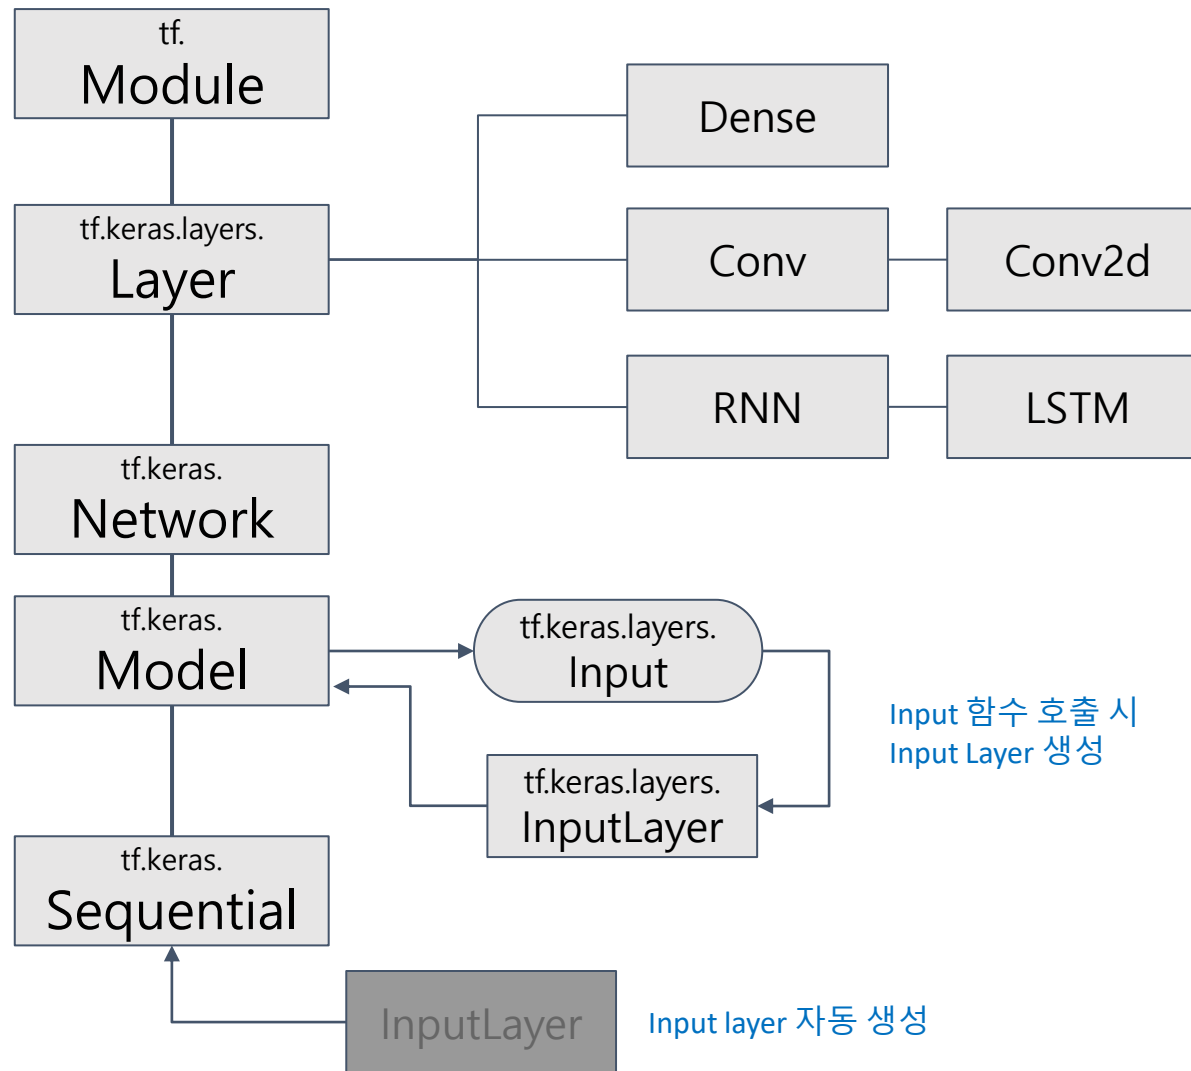 tf.
Module
Dense
tf.keras.layers.
Layer
Conv
Conv2d
RNN
LSTM
tf.keras.
Network
tf.keras.
Model
tf.keras.layers.
Input
Input 함수 호출 시
Input Layer 생성
tf.keras.layers.
InputLayer
tf.keras.
Sequential
InputLayer
Input layer 자동 생성